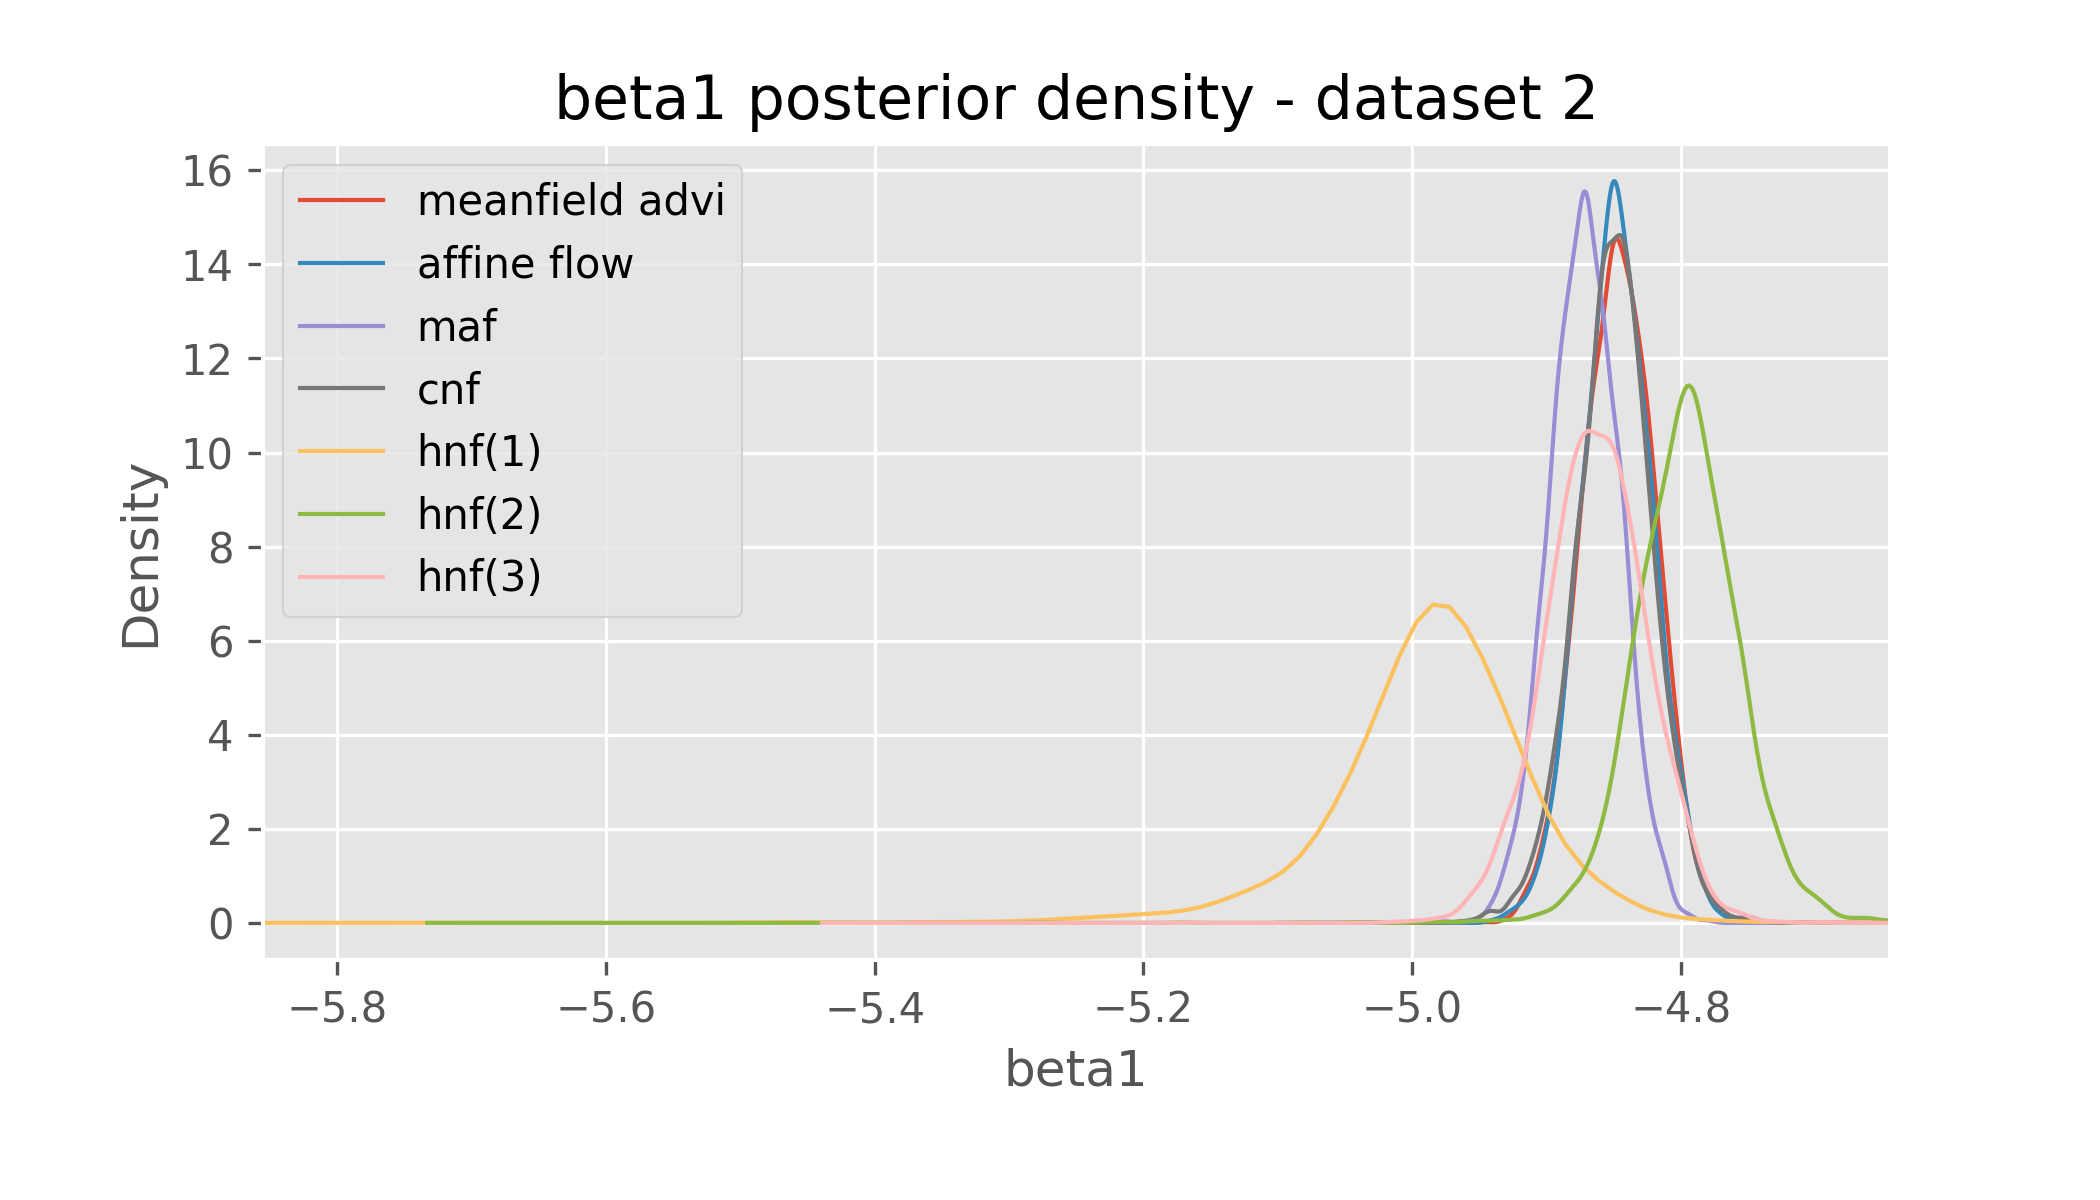 beta1 posterior density - dataset 2
16
14
12
10
8
6
4
2
0
Density
meanfield advi
affine flow
maf
cnf
hnf(1)
hnf(2)
hnf(3)
−5.8 −5.6 −5.4 −5.2 −5.0 −4.8
beta1